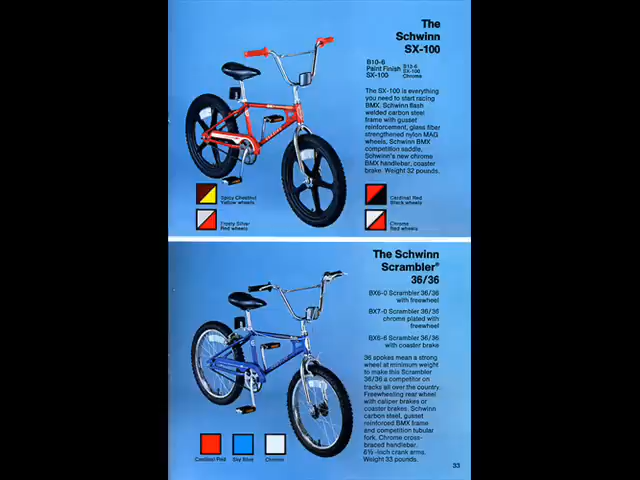 The
Schwinn
SX-100
B10-6
Paint Finish
SX-100
B13-6
SX-100
Chrome
The SX-100 is everything
you need to start racing
BMX. Schwinn flash
welded carbon steel
frame with gusset
reinforcement, glass fiber
strengthened nylon MAG
wheels, Schwinn BMX
competition saddle,
Schwinn's new chrome
BMX handlebar, coaster
brake. Weight 32 pounds.
Spicy Chestnut
Yellow wheels
Cardinal Red
Black wheels
Frosty Silver
Red wheels
Chrome
Red wheels
The Schwinn
Scrambler®
36/36
BX6-0 Scrambler 36/36
with freewheel
BX7-0 Scrambler 36/36
chrome plated with
freewheel
BX8-6 Scrambler 36/36
with coaster brake
36 spokes mean a strong
wheel at minimum weight
to make this Scrambler
36/36 a competitor on
tracks all over the country.
Freewheeling rear wheel
with caliper brakes or
coaster brakes. Schwinn
carbon steel, gusset
reinforced BMX frame
and competition tubular
fork. Chrome cross-
braced handlebar.
6½-inch crank arms.
Weight 33 pounds.
Cardinal Red
Sky Blue
Chrome
33